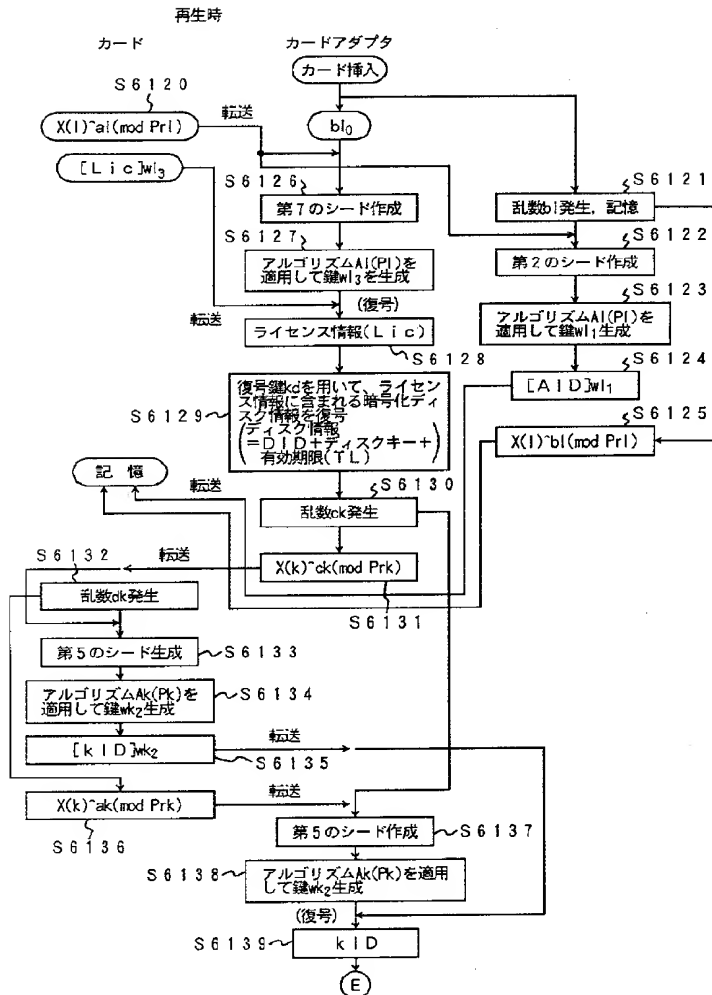 再生時
カード
カードアダプタ
カード挿入
S6120
転送
X(l)^al(mod Prl)
bl0
[Lic]wl3
S6126
S6121
第7のシード作成
乱数bl発生，記憶
S6127
S6122
アルゴリズムAl(Pl)を
適用して鍵wl3を生成
第2のシード作成
(復号)
S6123
転送
ライセンス情報(Lic)
アルゴリズムAl(Pl)を
適用して鍵wl1生成
S6128
S6124
復号鍵kdを用いて、ライセン
ス情報に含まれる暗号化ディ
スク情報を復号
(ディスク情報
=DID+ディスクキー+
有効期限(TL))
S6129
[AID]wl1
S6125
X(l)^bl(mod Prl)
記憶
転送
S6130
乱数ck発生
S6132
転送
X(k)^ck(mod Prk)
乱数dk発生
S6131
第5のシード生成
S6133
アルゴリズムAk(Pk)を
適用して鍵wk2生成
S6134
[kID]wk2
転送
S6135
転送
X(k)^ak(mod Prk)
S6136
第5のシード作成
S6137
S6138
アルゴリズムAk(Pk)を適用
して鍵wk2生成
(復号)
S6139
kID
E